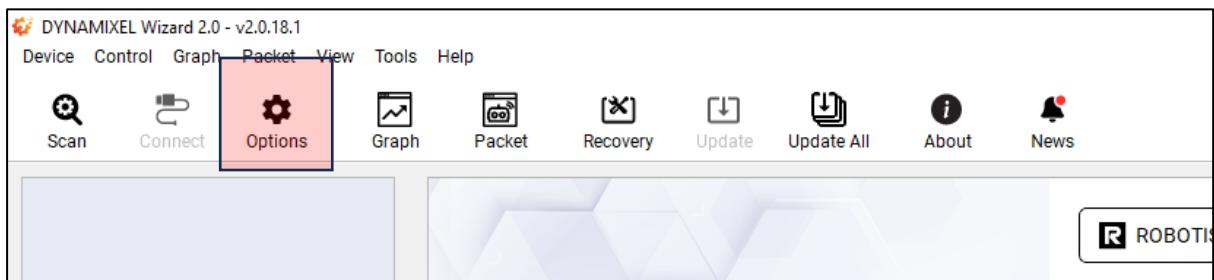 DYNAMIXEL Wizard 2.0 - v2.0.18.1
Device Control Graph Packet View Tools Help
Scan Connect Options Graph Packet Recovery Update Update All About News